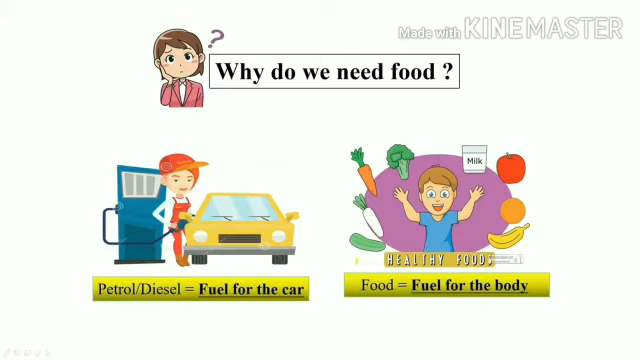 Made with KINEMASTER
?
Why do we need food ?
Milk
HEALTHY FOODS
Petrol/Diesel = Fuel for the car
Food = Fuel for the body